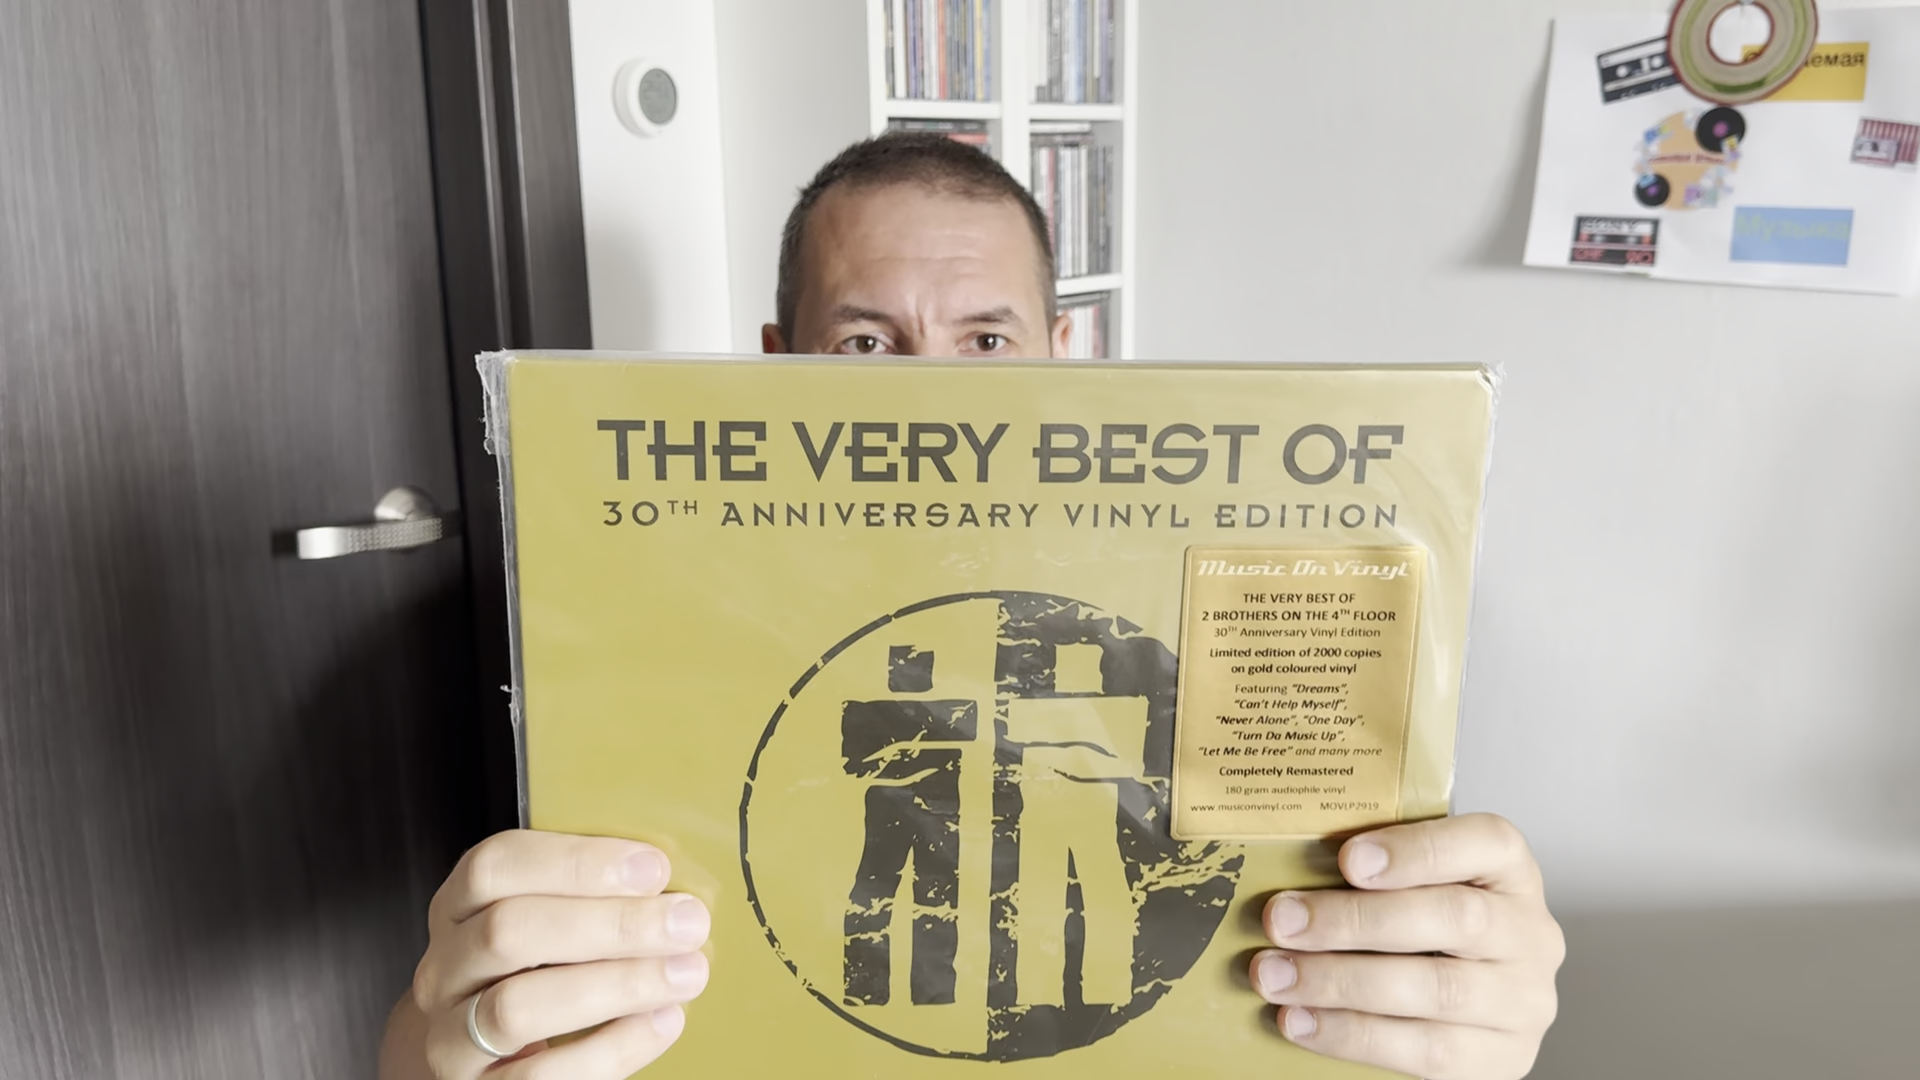 емая
SONY
Музыка
THE VERY BEST OF
30TH ANNIVERSARY VINYL EDITION
Music On Vinyl
THE VERY BEST OF
2 BROTHERS ON THE 4TH FLOOR
30TH Anniversary Vinyl Edition
Limited edition of 2000 copies
on gold coloured vinyl
Featuring "Dreams",
"Can't Help Myself",
"Never Alone", "One Day",
"Turn Da Music Up",
"Let Me Be Free" and many more
Completely Remastered
180 gram audiophile vinyl
www.musiconvinyl.com MOVLP2919